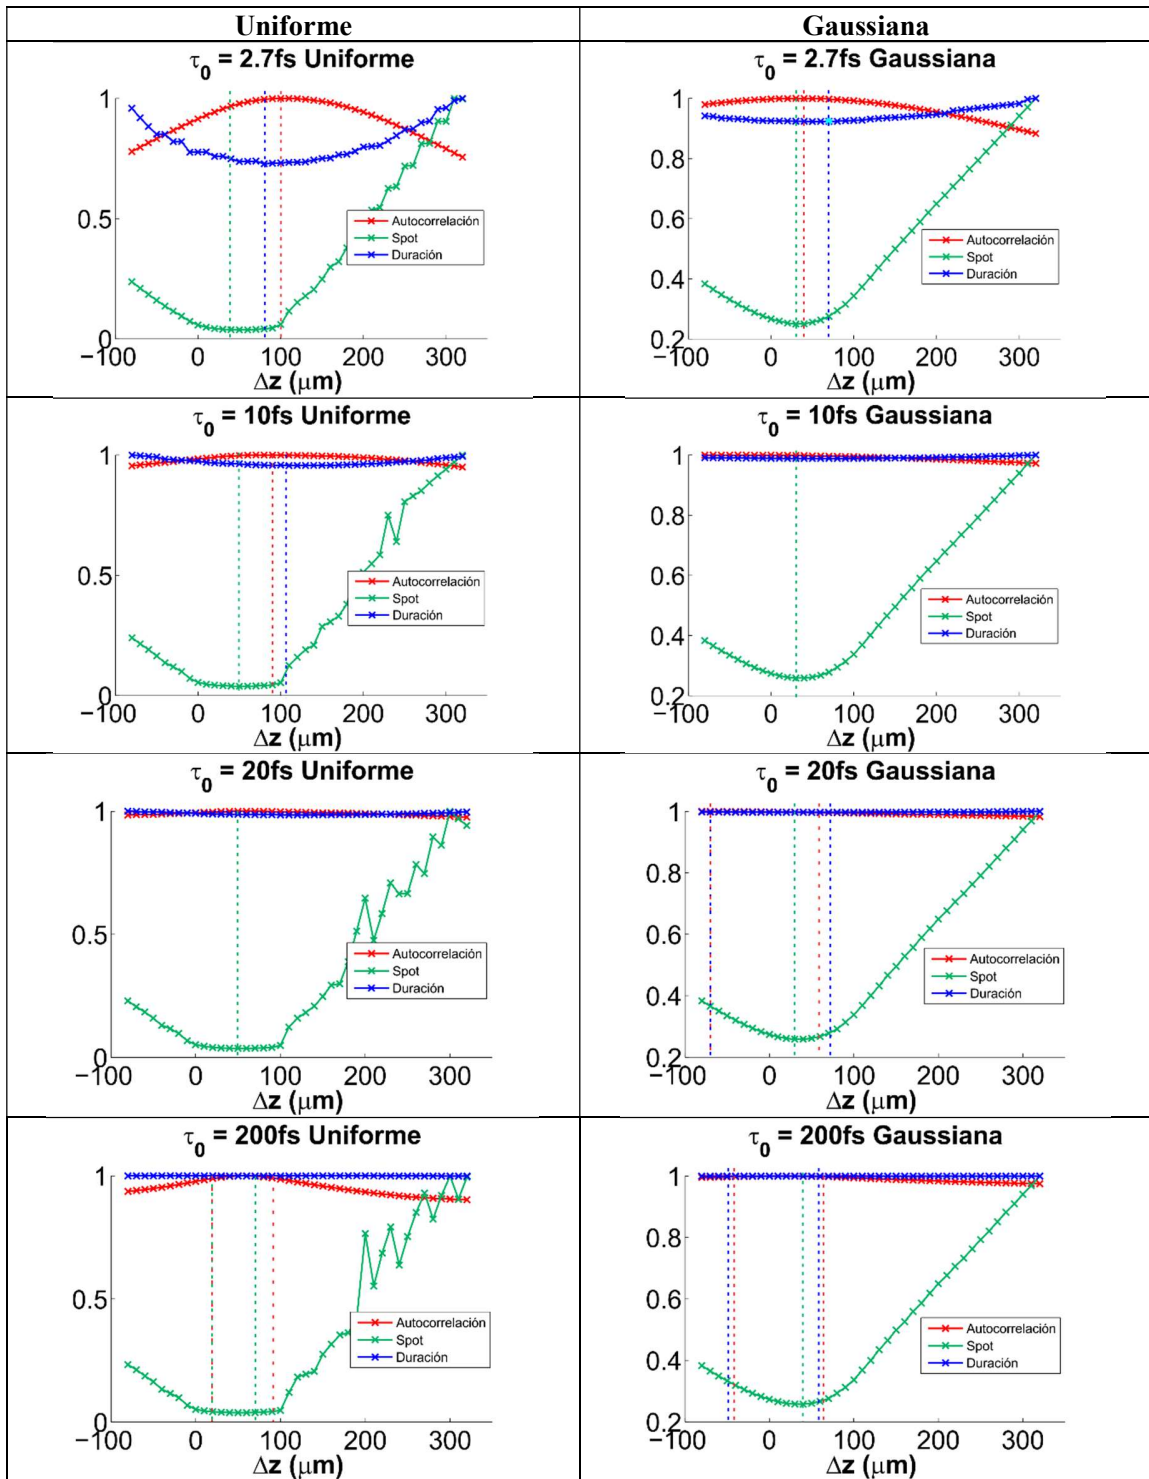 Uniforme
Gaussiana
τ0 = 2.7fs Uniforme
1
0.5
0
−100
0
100
200
300
Δz (μm)
Autocorrelación
Spot
Duración
τ0 = 2.7fs Gaussiana
1
0.8
0.6
0.4
0.2
−100
0
100
200
300
Δz (μm)
Autocorrelación
Spot
Duración
τ0 = 10fs Uniforme
1
0.5
0
−100
0
100
200
300
Δz (μm)
Autocorrelación
Spot
Duración
τ0 = 10fs Gaussiana
1
0.8
0.6
0.4
0.2
−100
0
100
200
300
Δz (μm)
Autocorrelación
Spot
Duración
τ0 = 20fs Uniforme
1
0.5
0
−100
0
100
200
300
Δz (μm)
Autocorrelación
Spot
Duración
τ0 = 20fs Gaussiana
1
0.8
0.6
0.4
0.2
−100
0
100
200
300
Δz (μm)
Autocorrelación
Spot
Duración
τ0 = 200fs Uniforme
1
0.5
0
−100
0
100
200
300
Δz (μm)
Autocorrelación
Spot
Duración
τ0 = 200fs Gaussiana
1
0.8
0.6
0.4
0.2
−100
0
100
200
300
Δz (μm)
Autocorrelación
Spot
Duración